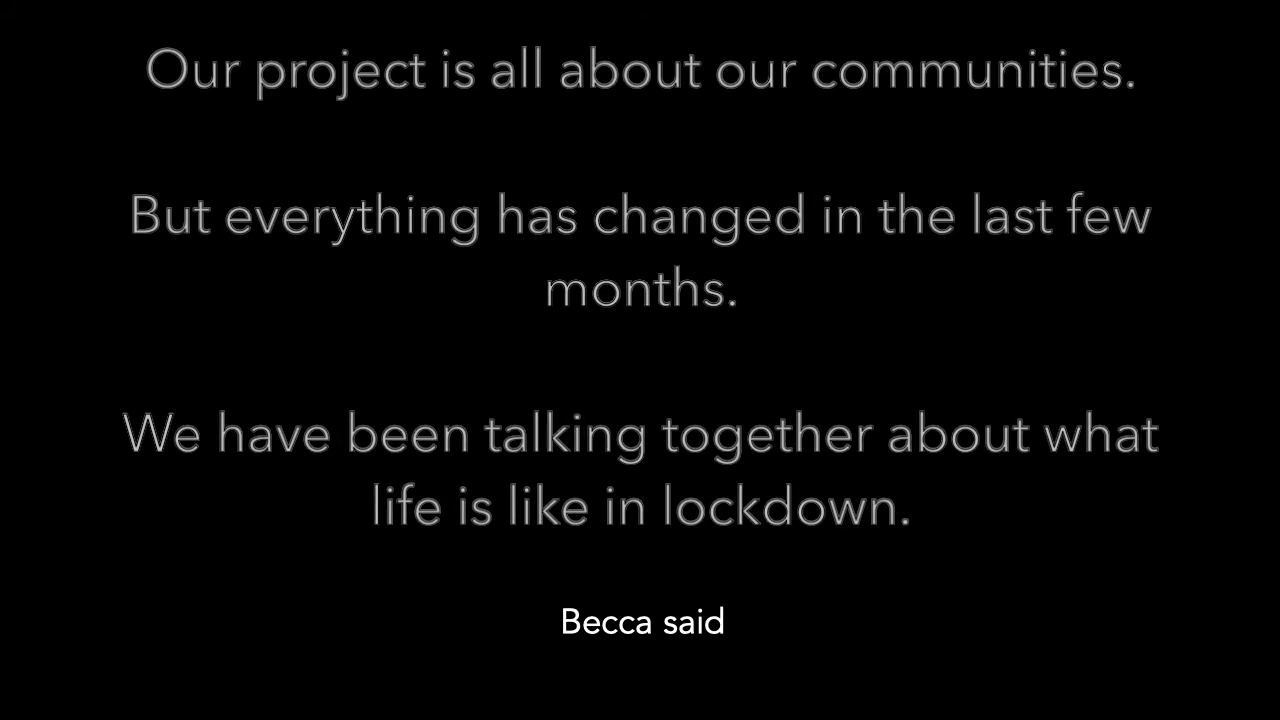 Our project is all about our communities.
But everything has changed in the last few
months.
We have been talking together about what
life is like in lockdown.
Becca said